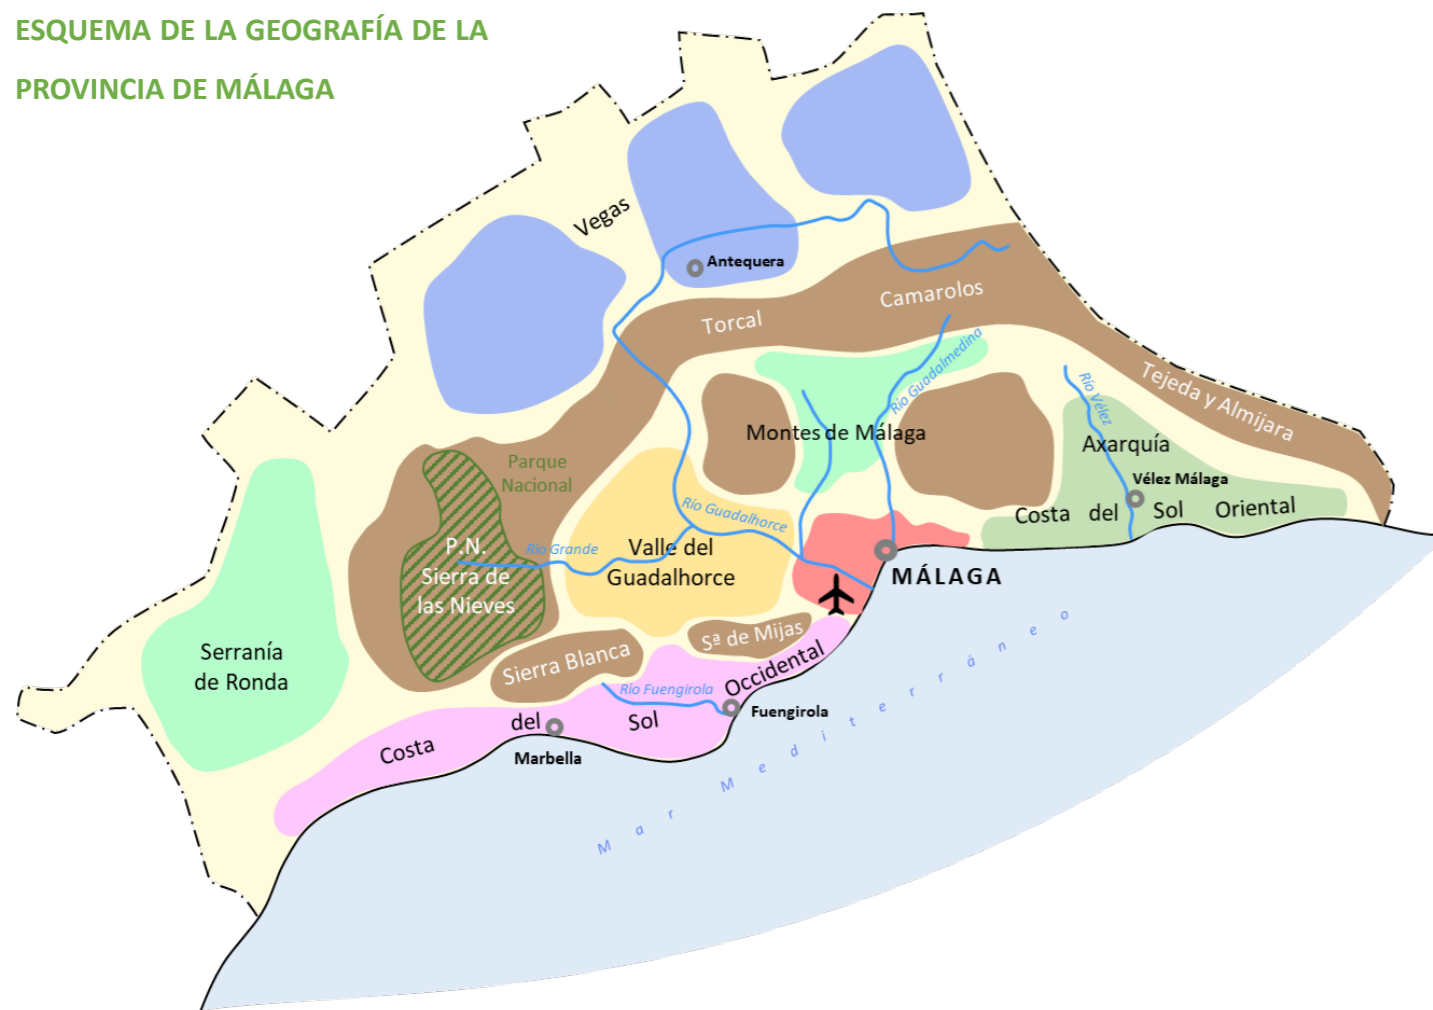 ESQUEMA DE LA GEOGRAFÍA DE LA
PROVINCIA DE MÁLAGA
Vegas
Antequera
Camarolos
Torcal
Río Guadalmedina
Tejeda y Almijara
Río Vélez
Montes de Málaga
Axarquía
Parque
Nacional
Vélez Málaga
Costa del Sol Oriental
Río Guadalhorce
P.N.
Sierra de
las Nieves
Río Grande
Valle del
Guadalhorce
MÁLAGA
Sª de Mijas
Sierra Blanca
Serranía
de Ronda
Río Fuengirola
Costa del Sol Occidental
Fuengirola
Marbella
Mar Mediterráneo